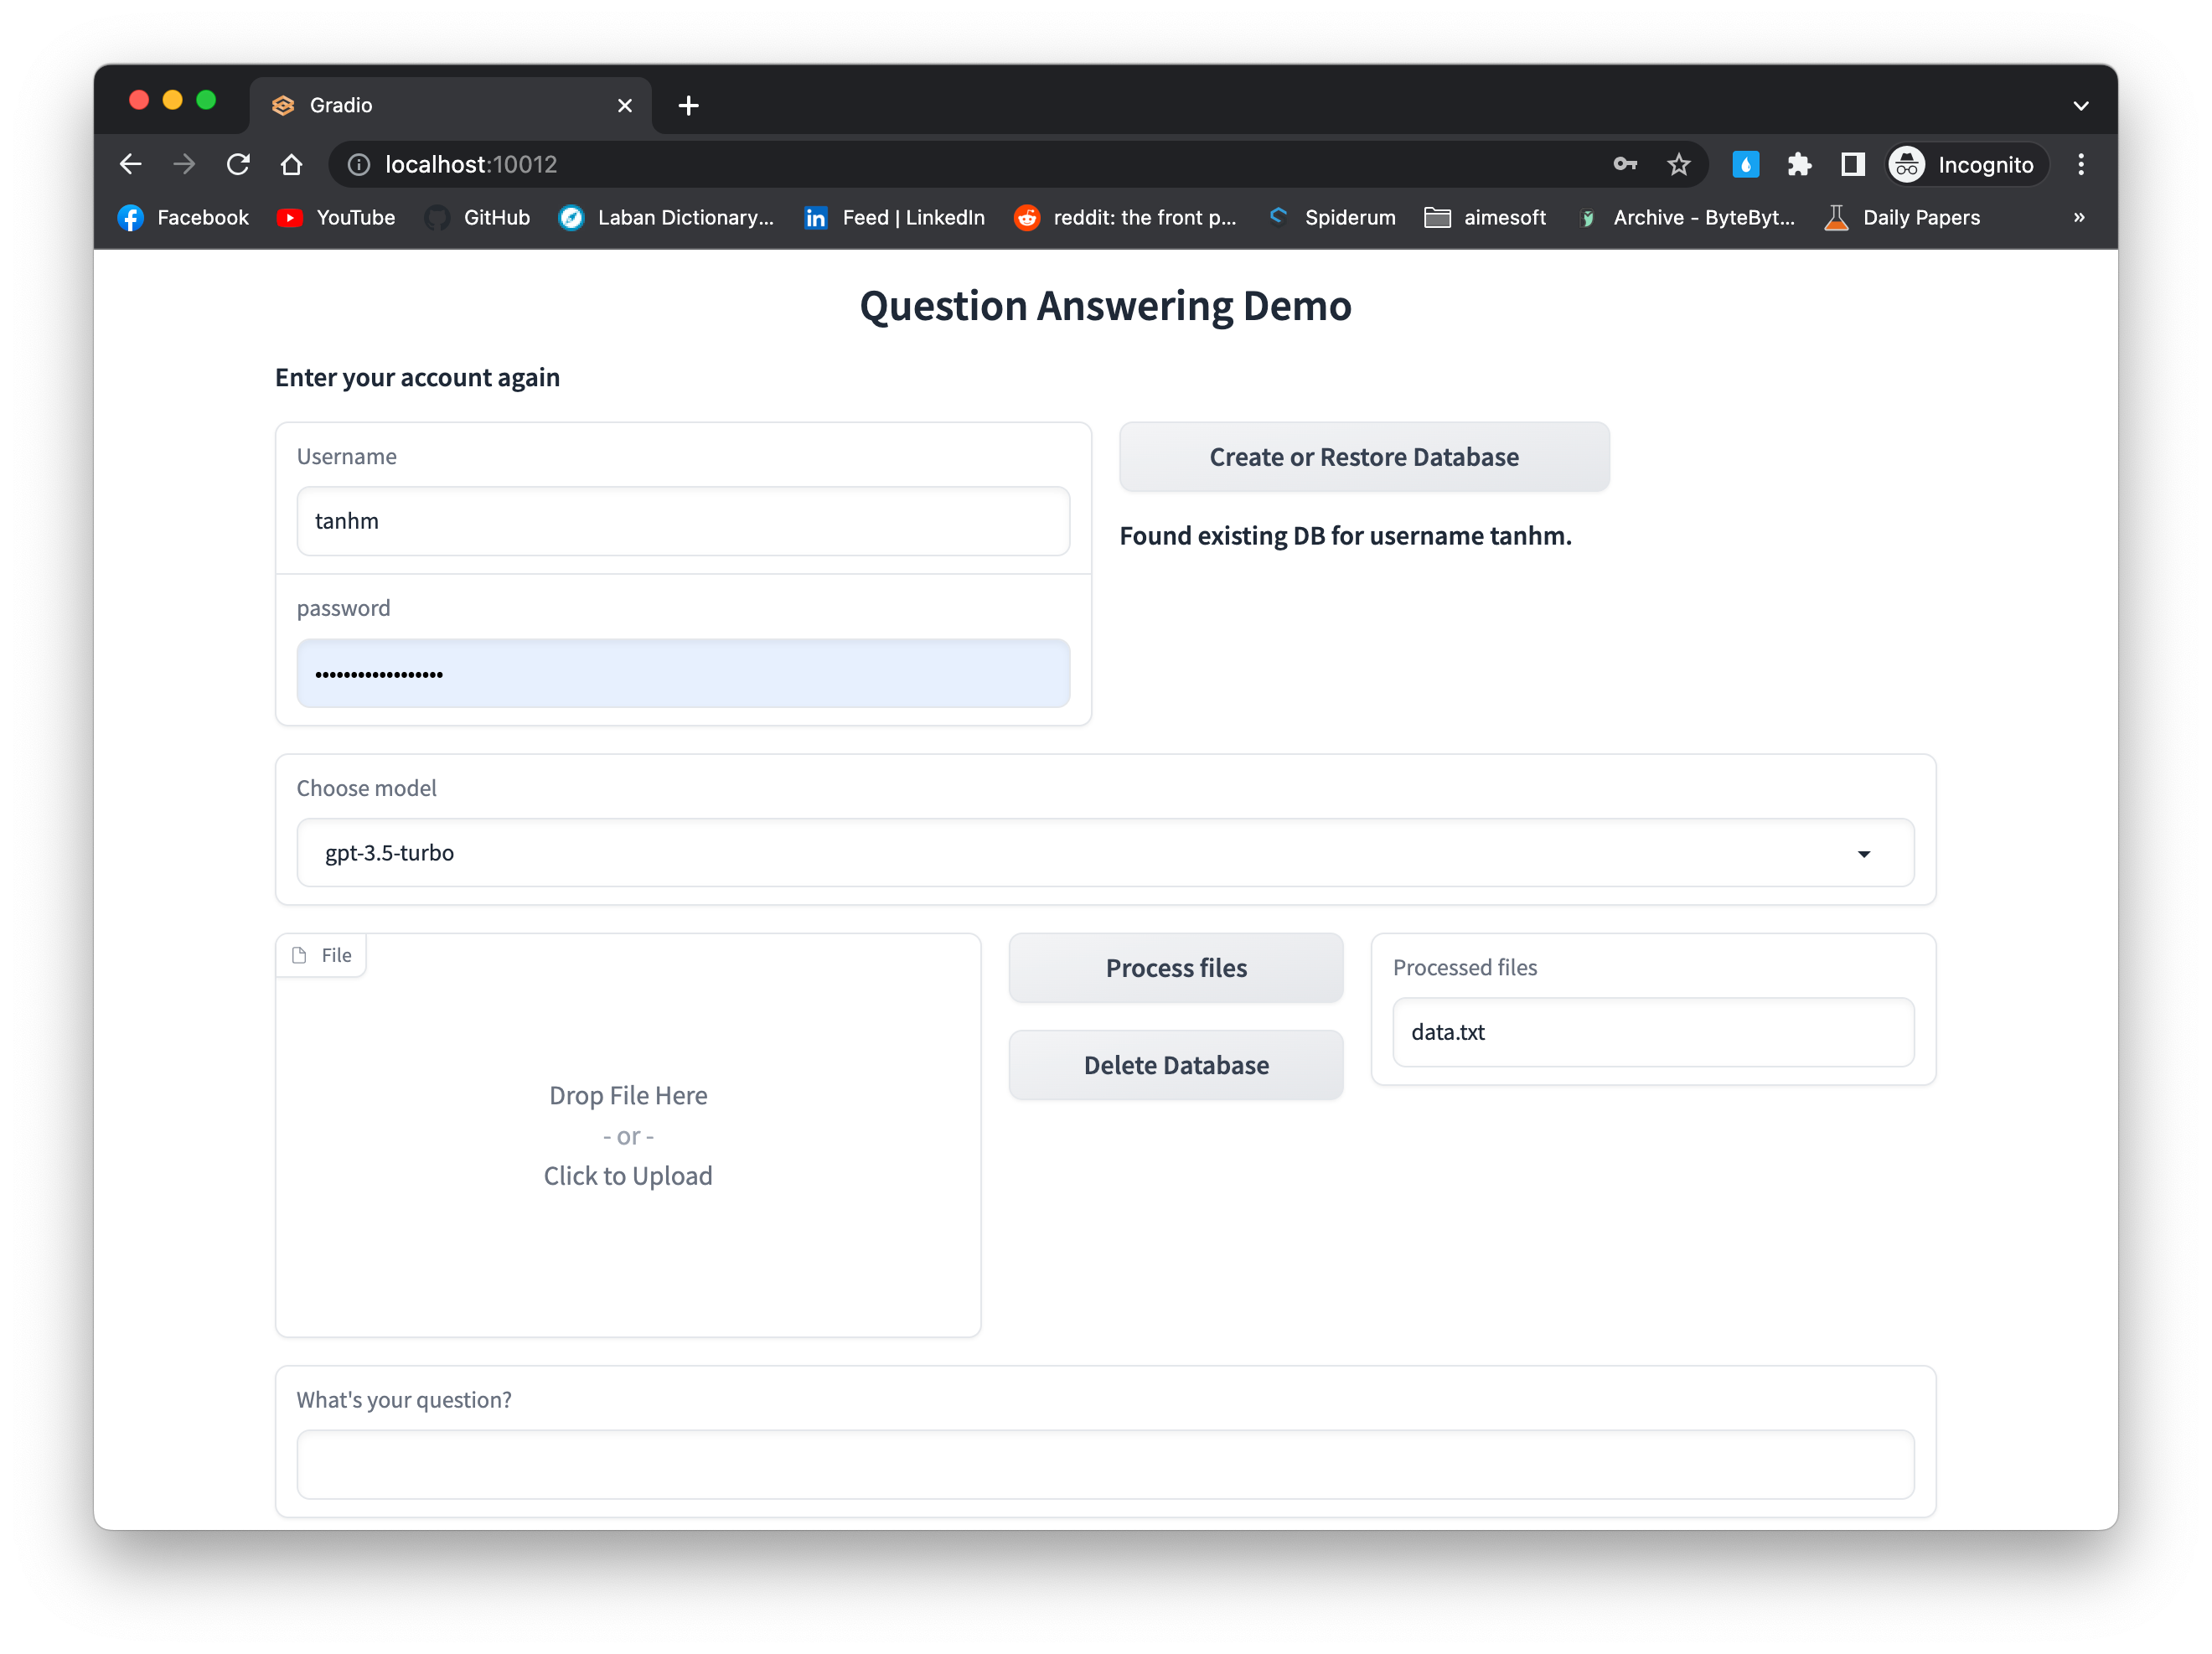 Gradio
localhost:10012
Incognito
Facebook YouTube GitHub Laban Dictionary... Feed | LinkedIn reddit: the front p... Spiderum aimesoft Archive - ByteByt... Daily Papers »
Question Answering Demo
Enter your account again
Username
tanhm
Create or Restore Database
Found existing DB for username tanhm.
password
••••••••••••••••••
Choose model
gpt-3.5-turbo
File
Drop File Here
- or -
Click to Upload
Process files
Delete Database
Processed files
data.txt
What's your question?